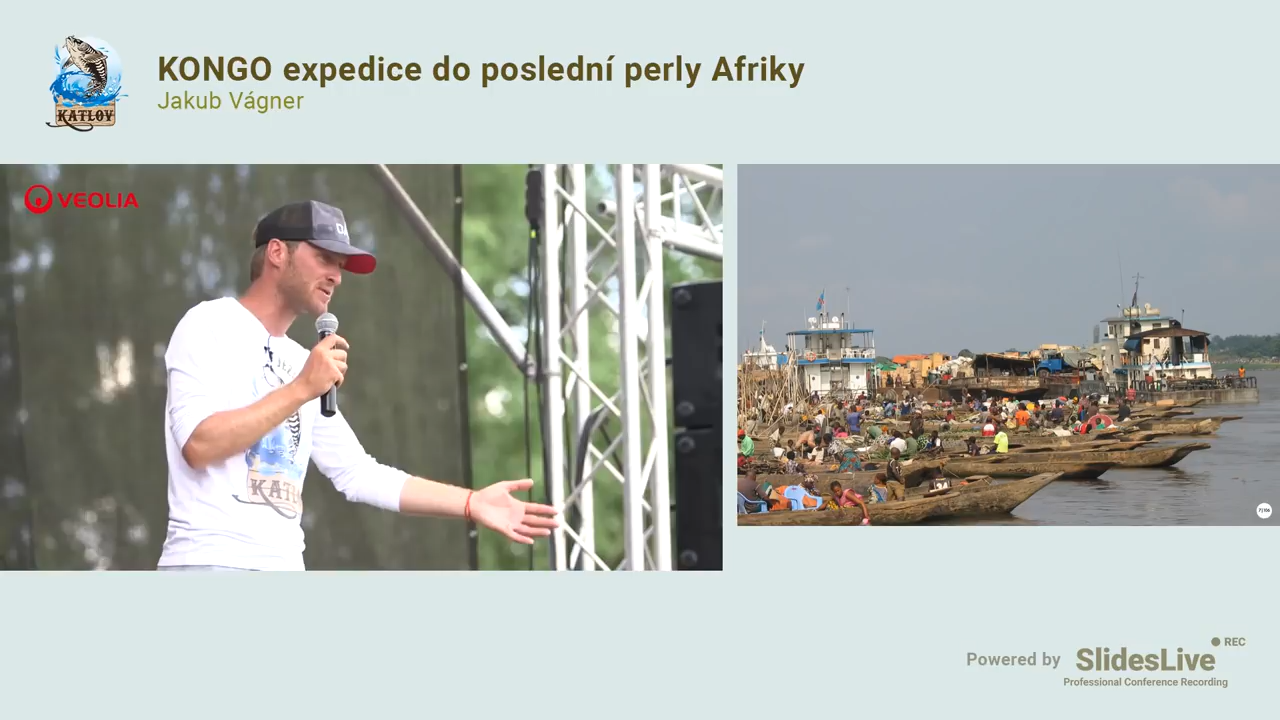 KATLOV
KONGO expedice do poslední perly Afriky
Jakub Vágner
VEOLIA
KATLOV
REC
Powered by SlidesLive
Professional Conference Recording